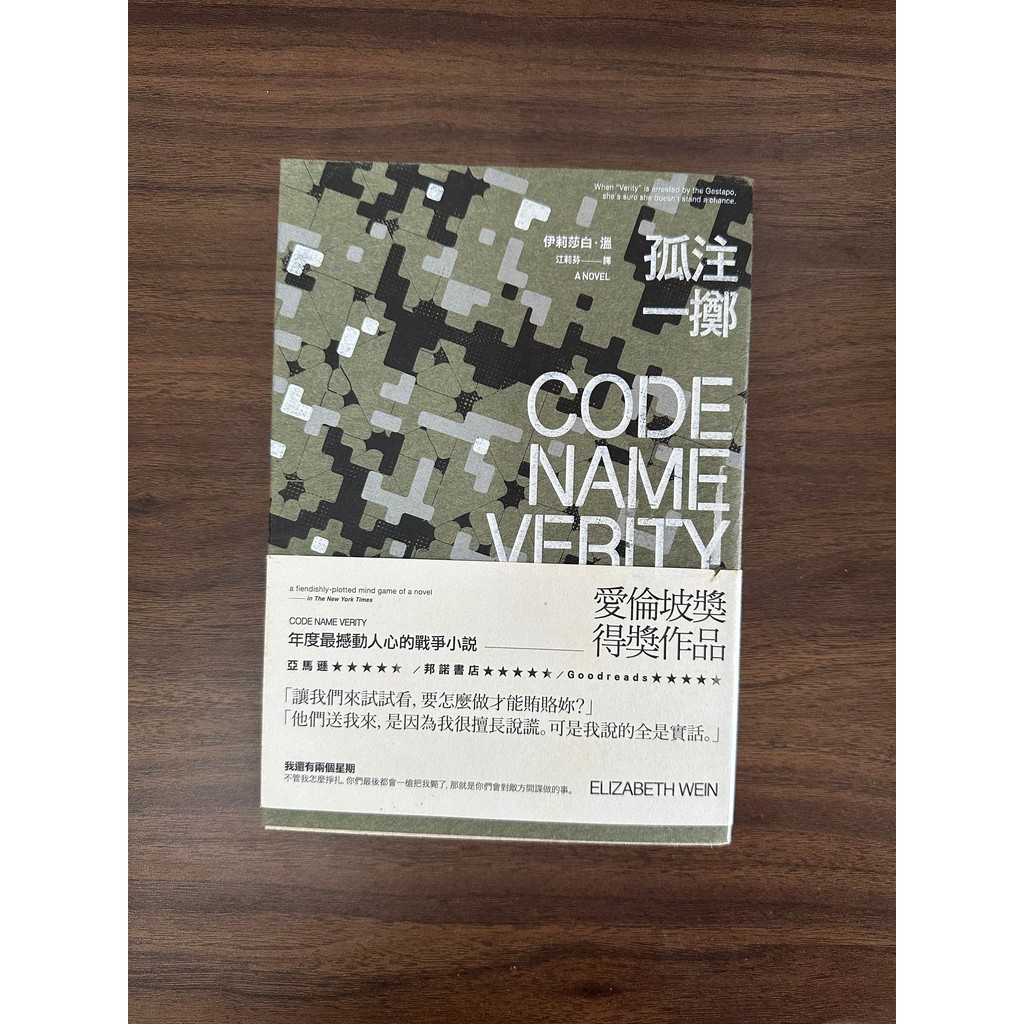 When "Verity" is arrested by the Gestapo,
she's sure she doesn't stand a chance.
伊莉莎白·溫
江莉芬——譯
A NOVEL
孤注
一擲
CODE
NAME
VERITY
a fiendishly-plotted mind game of a novel
—— in The New York Times
CODE NAME VERITY
年度最撼動人心的戰爭小說
愛倫坡獎
得獎作品
亞馬遜★★★★⯨ /邦諾書店★★★★⯨/Goodreads★★★★⯨
「讓我們來試試看,要怎麼做才能賄賂妳?」
「他們送我來,是因為我很擅長說謊。可是我說的全是實話。」
我還有兩個星期
不管我怎麼掙扎,你們最後都會一槍把我斃了,那就是你們會對敵方間諜做的事。
ELIZABETH WEIN